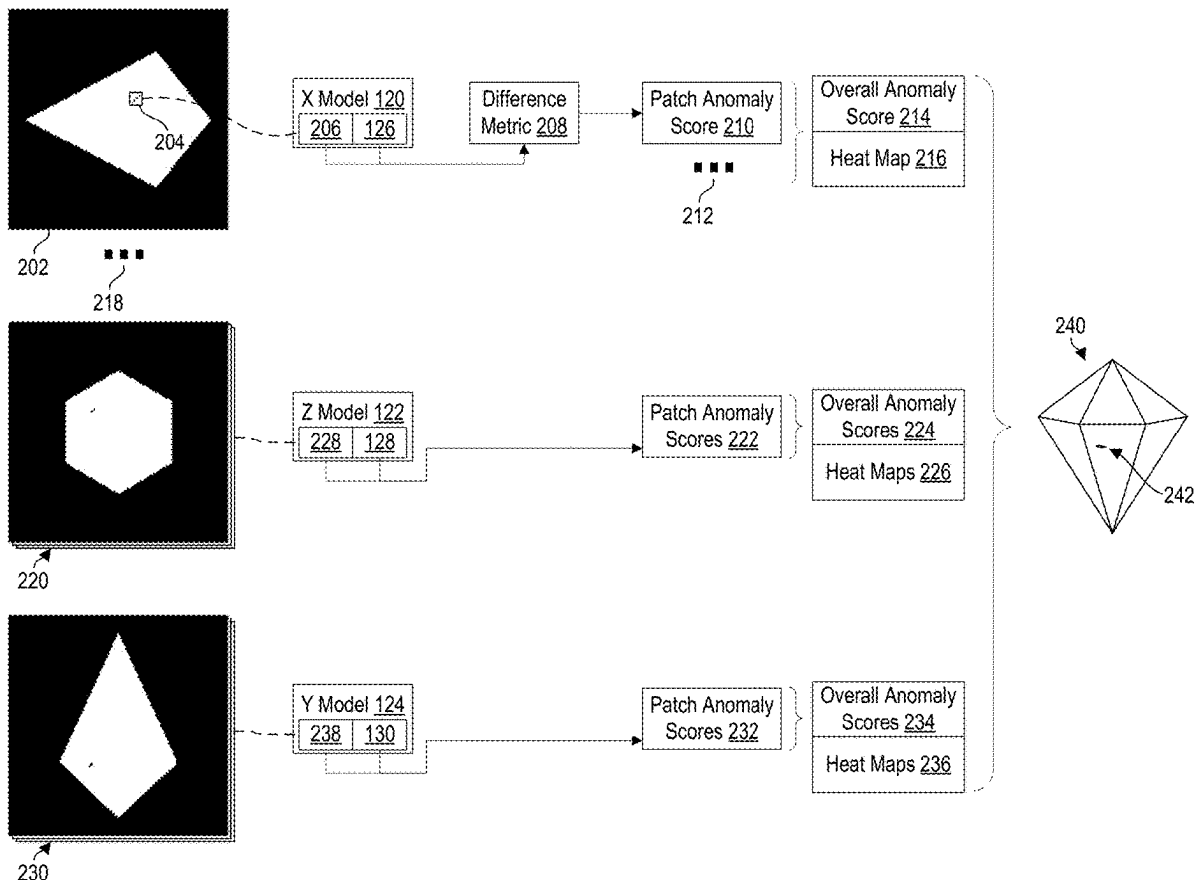 X Model 120
206 126
Difference
Metric 208
Patch Anomaly
Score 210
Overall Anomaly
Score 214
Heat Map 216
204
212
202
218
240
Z Model 122
228 128
Patch Anomaly
Scores 222
Overall Anomaly
Scores 224
Heat Maps 226
242
220
Y Model 124
238 130
Patch Anomaly
Scores 232
Overall Anomaly
Scores 234
Heat Maps 236
230